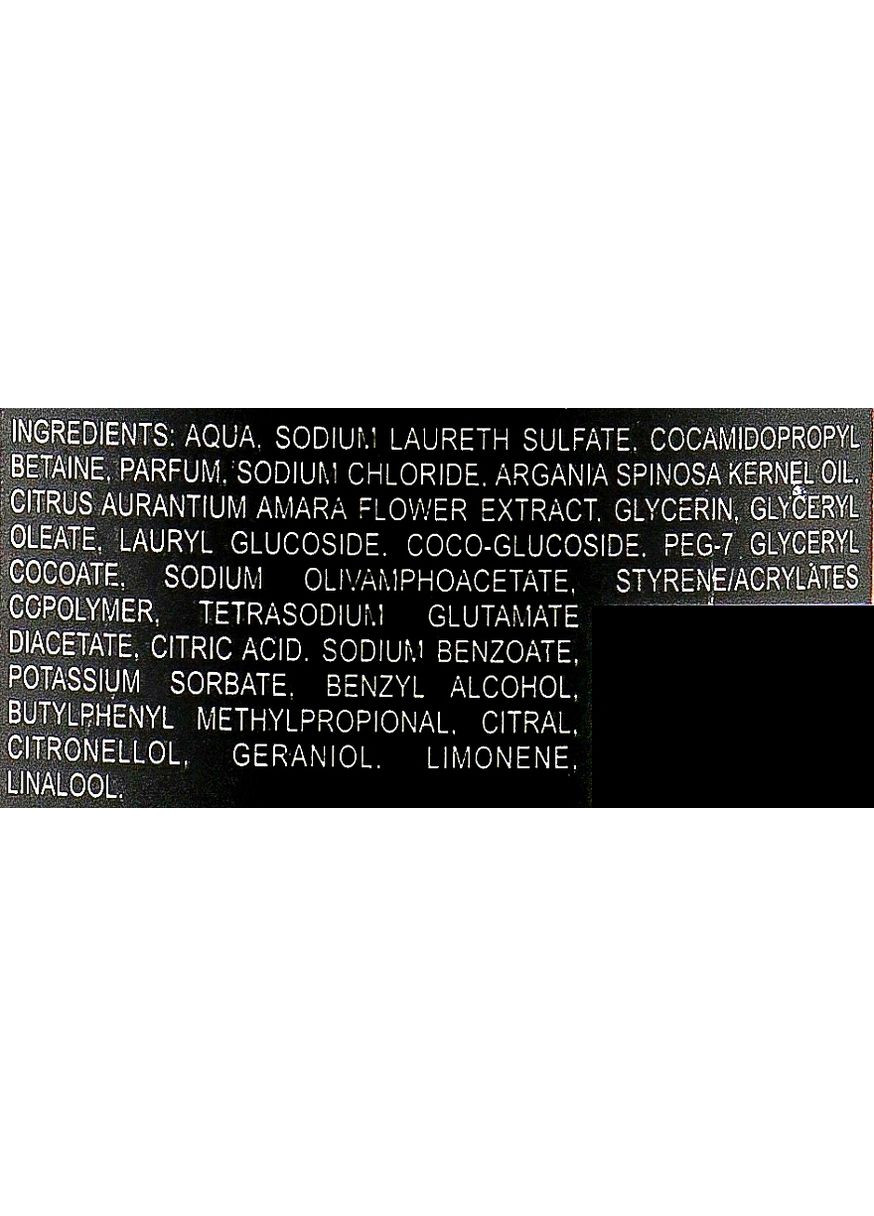 INGREDIENTS: AQUA, SODIUM LAURETH SULFATE, COCAMIDOPROPYL
BETAINE, PARFUM, SODIUM CHLORIDE, ARGANIA SPINOSA KERNEL OIL,
CITRUS AURANTIUM AMARA FLOWER EXTRACT, GLYCERIN, GLYCERYL
OLEATE, LAURYL GLUCOSIDE, COCO-GLUCOSIDE, PEG-7 GLYCERYL
COCOATE, SODIUM OLIVAMPHOACETATE, STYRENE/ACRYLATES
COPOLYMER, TETRASODIUM GLUTAMATE
DIACETATE, CITRIC ACID, SODIUM BENZOATE,
POTASSIUM SORBATE, BENZYL ALCOHOL,
BUTYLPHENYL METHYLPROPIONAL, CITRAL,
CITRONELLOL, GERANIOL, LIMONENE,
LINALOOL.